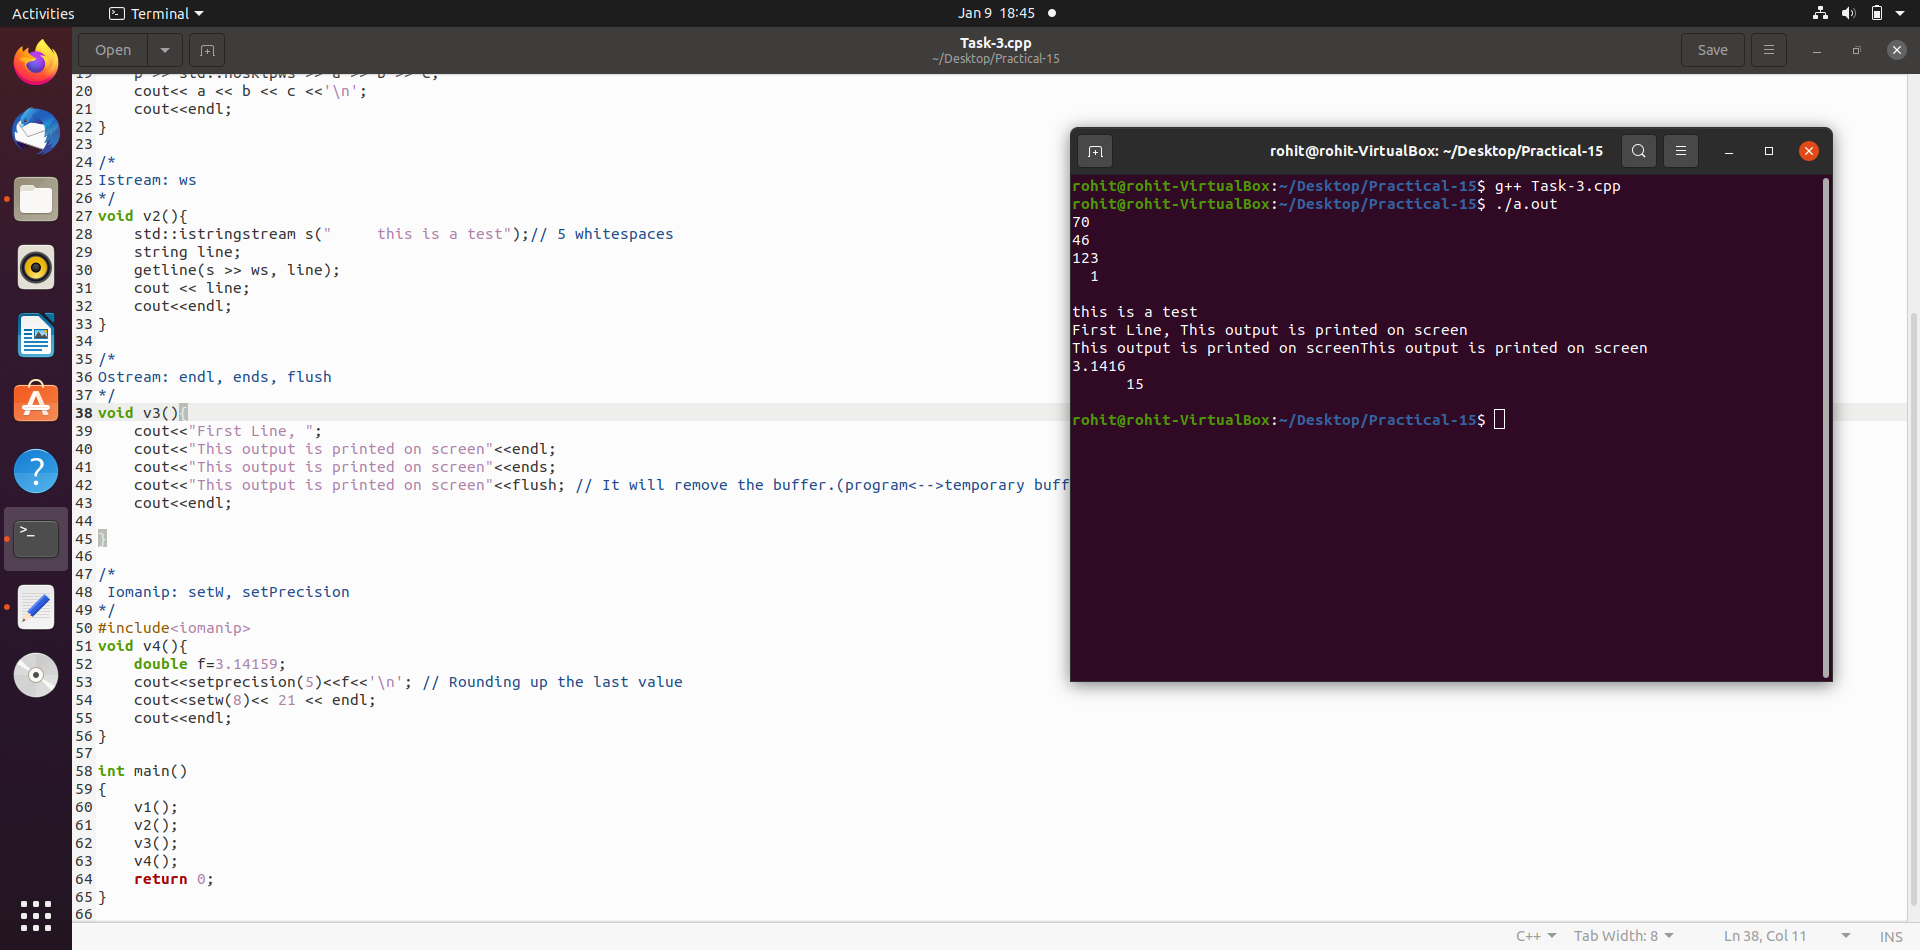 Activities
Terminal
Jan 9 18:45
Open
Task-3.cpp
~/Desktop/Practical-15
Save
19 p >> std::noskipws >> a >> b >> c;
20 cout<< a << b << c <<'\n';
21 cout<<endl;
22 }
23
24 /*
25 Istream: ws
26 */
27 void v2(){
28 std::istringstream s("     this is a test");// 5 whitespaces
29 string line;
30 getline(s >> ws, line);
31 cout << line;
32 cout<<endl;
33 }
34
35 /*
36 Ostream: endl, ends, flush
37 */
38 void v3(){
39 cout<<"First Line, ";
40 cout<<"This output is printed on screen"<<endl;
41 cout<<"This output is printed on screen"<<ends;
42 cout<<"This output is printed on screen"<<flush; // It will remove the buffer.(program<-->temporary buff
43 cout<<endl;
44
45 }
46
47 /*
48 Iomanip: setW, setPrecision
49 */
50 #include<iomanip>
51 void v4(){
52 double f=3.14159;
53 cout<<setprecision(5)<<f<<'\n'; // Rounding up the last value
54 cout<<setw(8)<< 21 << endl;
55 cout<<endl;
56 }
57
58 int main()
59 {
60 v1();
61 v2();
62 v3();
63 v4();
64 return 0;
65 }
66
rohit@rohit-VirtualBox: ~/Desktop/Practical-15
rohit@rohit-VirtualBox:~/Desktop/Practical-15$ g++ Task-3.cpp
rohit@rohit-VirtualBox:~/Desktop/Practical-15$ ./a.out
70
46
123
1
this is a test
First Line, This output is printed on screen
This output is printed on screenThis output is printed on screen
3.1416
15
rohit@rohit-VirtualBox:~/Desktop/Practical-15$
C++
Tab Width: 8
Ln 38, Col 11
INS